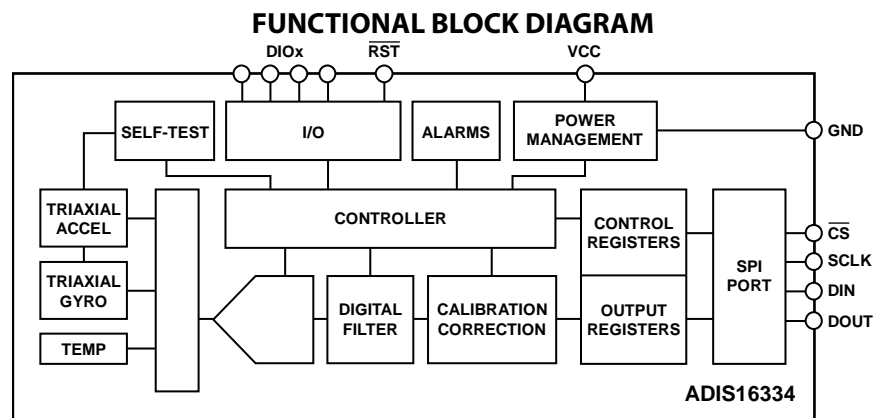 FUNCTIONAL BLOCK DIAGRAM
DIOx
RST
VCC
SELF-TEST
I/O
ALARMS
POWER
MANAGEMENT
GND
TRIAXIAL
ACCEL
CONTROLLER
CONTROL
REGISTERS
CS
SCLK
TRIAXIAL
GYRO
SPI
PORT
DIN
DIGITAL
FILTER
CALIBRATION
CORRECTION
OUTPUT
REGISTERS
DOUT
TEMP
ADIS16334